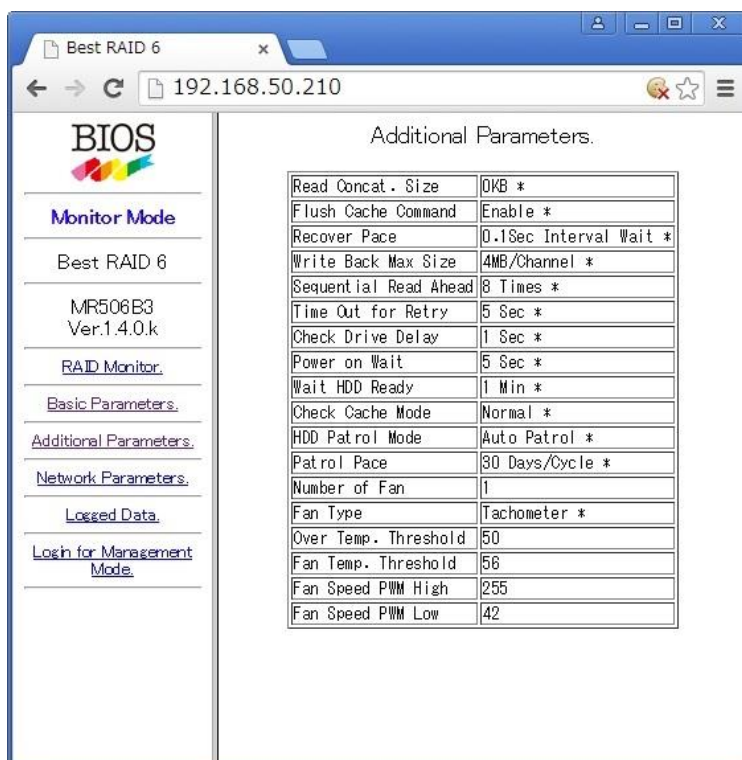 Best RAID 6
192.168.50.210
BIOS
Monitor Mode
Best RAID 6
MR506B3
Ver.1.4.0.k
RAID Monitor.
Basic Parameters.
Additional Parameters.
Network Parameters.
Logged Data.
Login for Management
Mode.
Additional Parameters.
Read Concat. Size 0KB *
Flush Cache Command Enable *
Recover Pace 0.1Sec Interval Wait *
Write Back Max Size 4MB/Channel *
Sequential Read Ahead 8 Times *
Time Out for Retry 5 Sec *
Check Drive Delay 1 Sec *
Power on Wait 5 Sec *
Wait HDD Ready 1 Min *
Check Cache Mode Normal *
HDD Patrol Mode Auto Patrol *
Patrol Pace 30 Days/Cycle *
Number of Fan 1
Fan Type Tachometer *
Over Temp. Threshold 50
Fan Temp. Threshold 56
Fan Speed PWM High 255
Fan Speed PWM Low 42